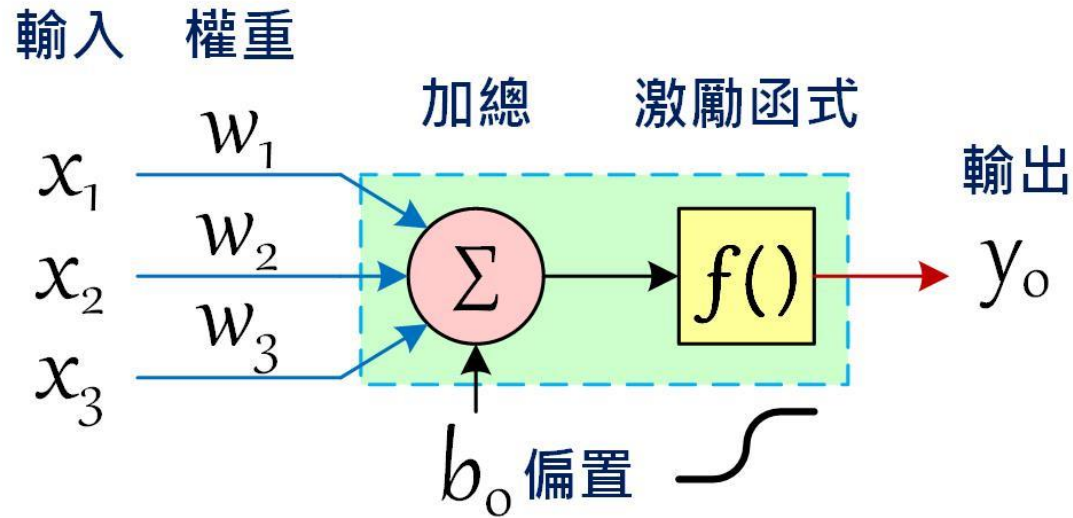 輸入 權重
加總 激勵函式
輸出
x₁ w₁
x₂ w₂
x₃ w₃
Σ
f()
yₒ
bₒ 偏置